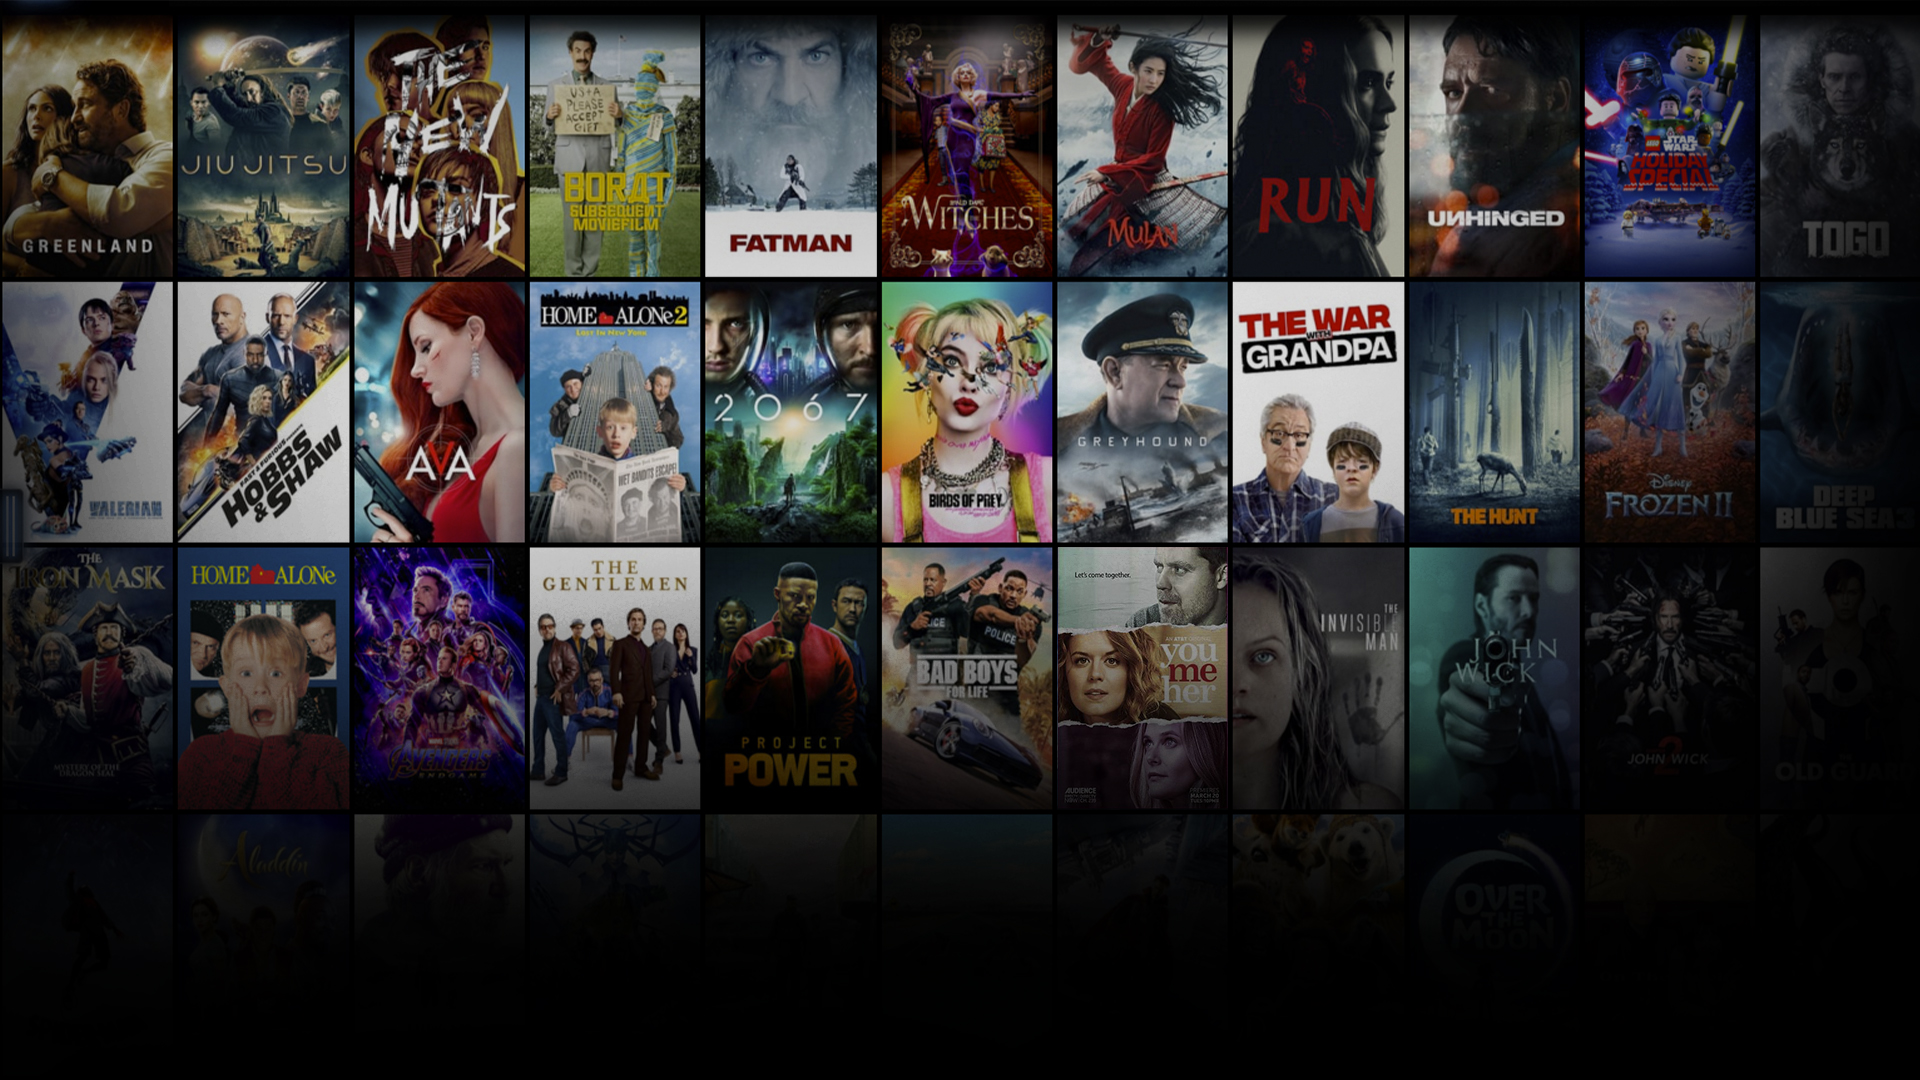 GREENLAND
JIU JITSU
THE
NEW
MUTANTS
US+A
PLEASE
ACCEPT
GIFT
BORAT
SUBSEQUENT
MOVIEFILM
FATMAN
ROALD DAHL'S
WITCHES
MULAN
RUN
UNHINGED
LEGO
STAR
WARS
HOLIDAY
SPECIAL
TOGO
VALERIAN
FAST & FURIOUS PRESENTS
HOBBS
& SHAW
AVA
HOME ALONe 2
Lost In New York
WET BANDITS ESCAPE!
2067
BIRDS OF PREY
GREYHOUND
THE WAR
WITH
GRANDPA
THE HUNT
Disney
FROZEN II
DEEP
BLUE SEA 3
THE
IRON MASK
MYSTERY OF THE
DRAGON SEAL
HOME ALONe
AVENGERS
ENDGAME
THE
GENTLEMEN
PROJECT
POWER
POLICE
POLICE
BAD BOYS
FOR LIFE
Let's come together.
AN AT&T ORIGINAL
you
me
her
AUDIENCE
PREMIERES
MARCH 20
THE
INVISIBLE
MAN
JOHN
WICK
JOHN WICK
2
OLD GUARD
Aladdin
OVER
THE
MOON